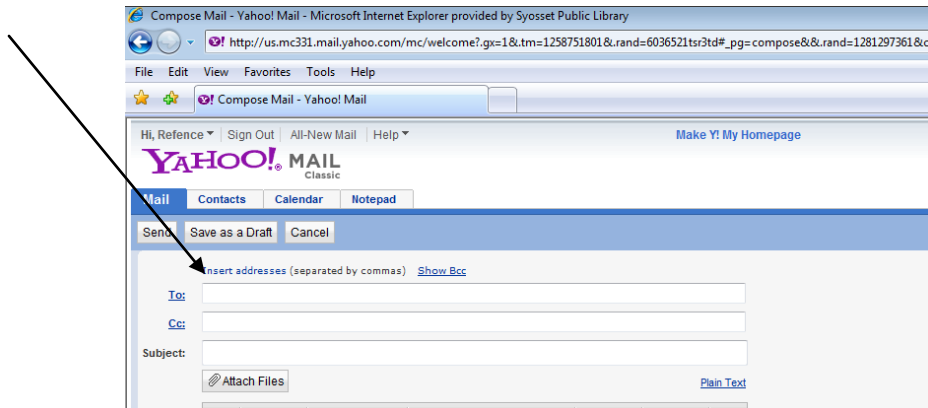 Compose Mail - Yahoo! Mail - Microsoft Internet Explorer provided by Syosset Public Library
Y! http://us.mc331.mail.yahoo.com/mc/welcome?.gx=1&.tm=1258751801&.rand=6036521tsr3td#_pg=compose&&.rand=1281297361&c
File Edit View Favorites Tools Help
Y! Compose Mail - Yahoo! Mail
Hi, Refence Sign Out All-New Mail Help Make Y! My Homepage
YAHOO!® MAIL
Classic
Mail Contacts Calendar Notepad
Send Save as a Draft Cancel
Insert addresses (separated by commas) Show Bcc
To:
Cc:
Subject:
Attach Files Plain Text